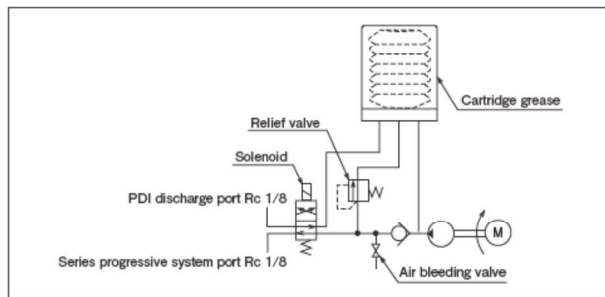 Cartridge grease
Relief valve
Solenoid
PDI discharge port Rc 1/8
M
Series progressive system port Rc 1/8
Air bleeding valve